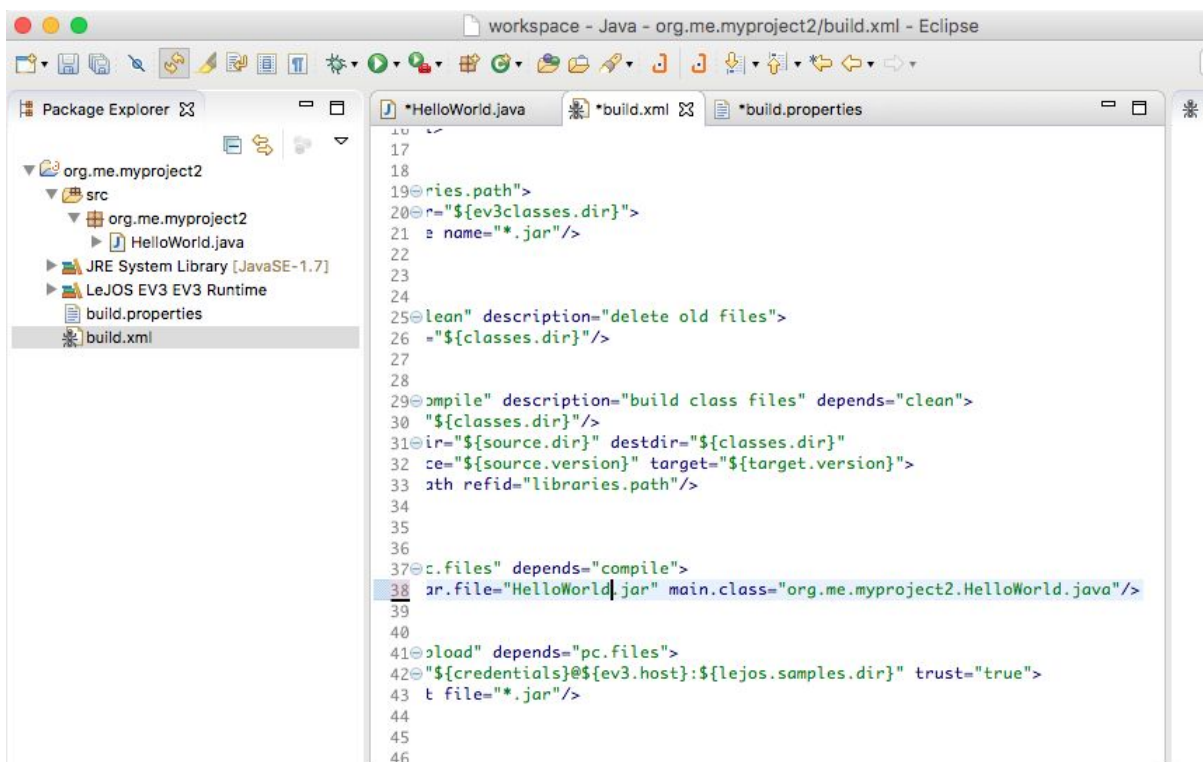 workspace - Java - org.me.myproject2/build.xml - Eclipse
Package Explorer
org.me.myproject2
src
org.me.myproject2
HelloWorld.java
JRE System Library [JavaSE-1.7]
LeJOS EV3 EV3 Runtime
build.properties
build.xml
*HelloWorld.java
*build.xml
*build.properties
16
17
18
19 ries.path">
20 r="${ev3classes.dir}">
21 e name="*.jar"/>
22
23
24
25 lean" description="delete old files">
26 ="${classes.dir}"/>
27
28
29 ompile" description="build class files" depends="clean">
30 "${classes.dir}"/>
31 ir="${source.dir}" destdir="${classes.dir}"
32 ce="${source.version}" target="${target.version}">
33 ath refid="libraries.path"/>
34
35
36
37 c.files" depends="compile">
38 ar.file="HelloWorld.jar" main.class="org.me.myproject2.HelloWorld.java"/>
39
40
41 pload" depends="pc.files">
42 "${credentials}@${ev3.host}:${lejos.samples.dir}" trust="true">
43 t file="*.jar"/>
44
45
46